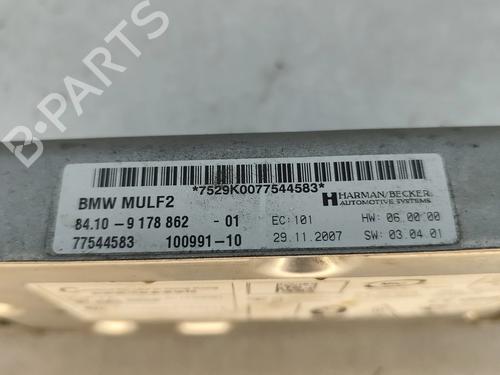 *7529K0077544583*
BMW MULF2
HARMAN/BECKER
AUTOMOTIVE SYSTEMS
84.10- 9 178 862 -01 EC:101 HW: 06.00.00
77544583 100991-10 29.11.2007 SW: 03.04.01
B-PARTS